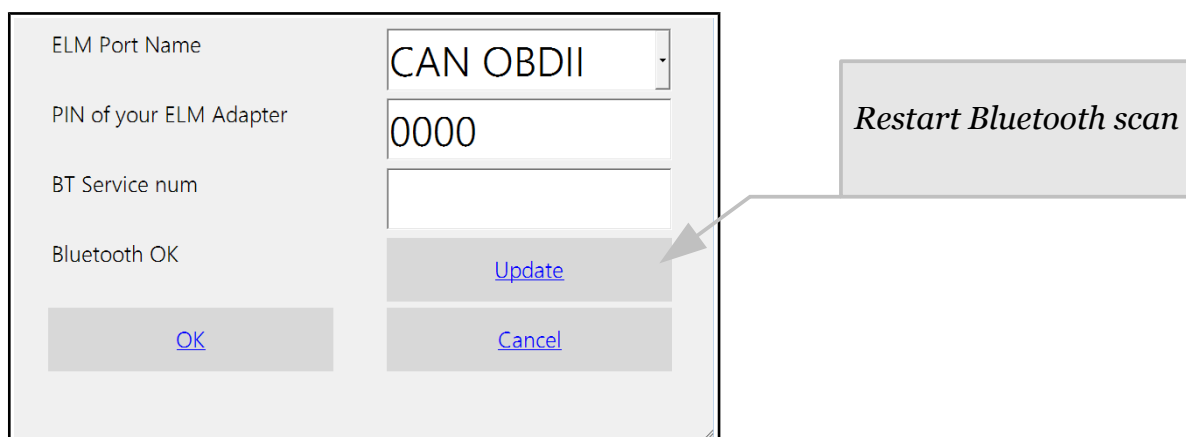 ELM Port Name
CAN OBDII
PIN of your ELM Adapter
0000
BT Service num
Bluetooth OK
Update
OK
Cancel
Restart Bluetooth scan